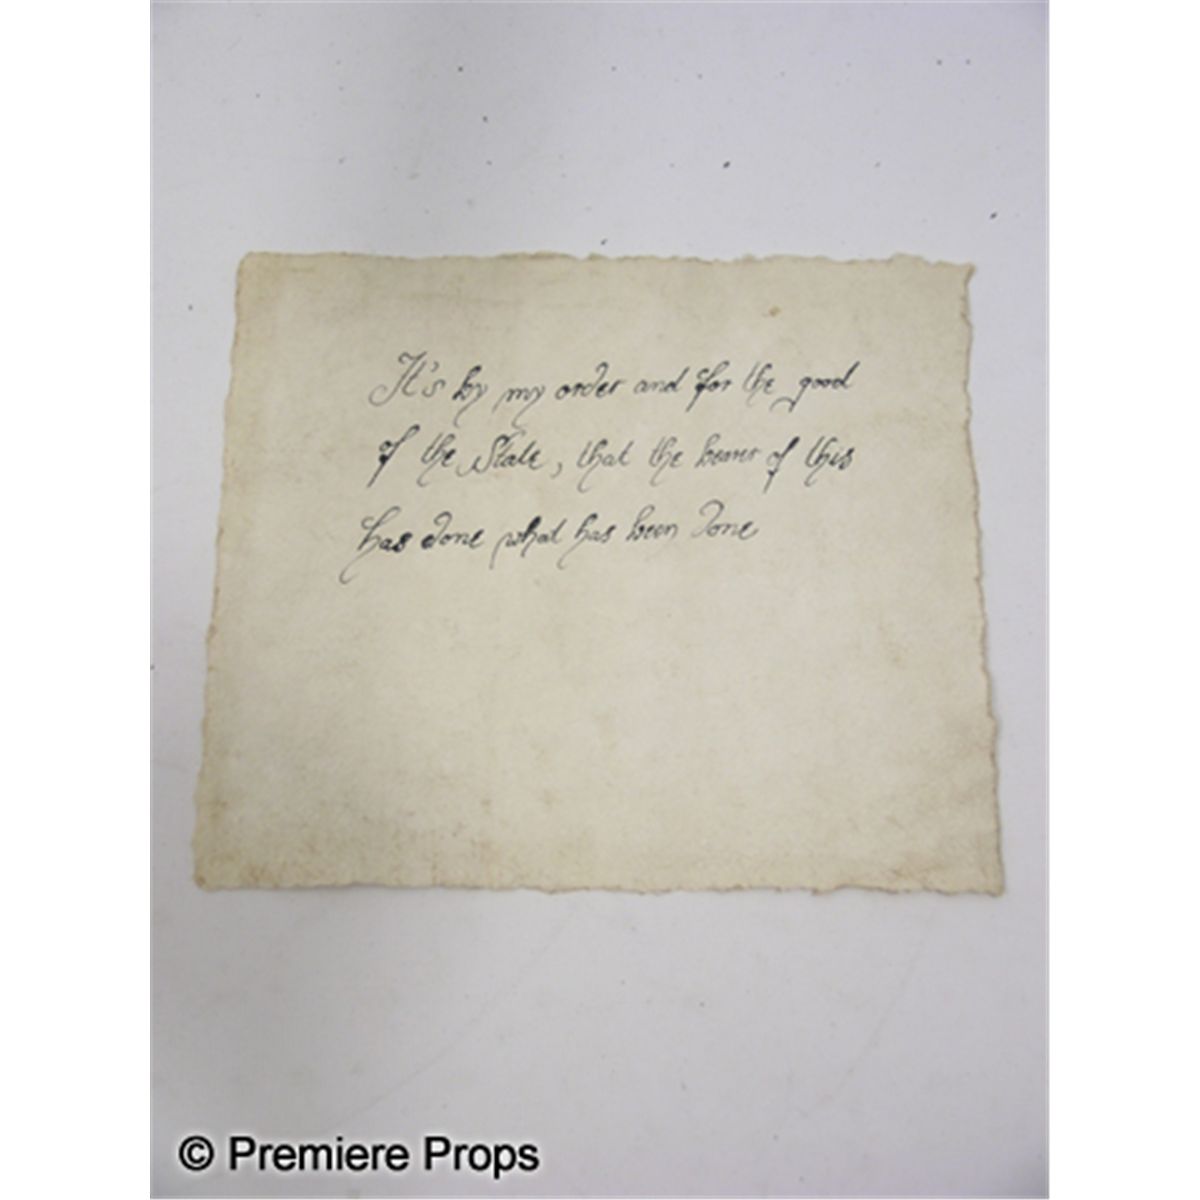 It's by my order and for the good
of the State, that the bearer of this
has done what has been done
© Premiere Props